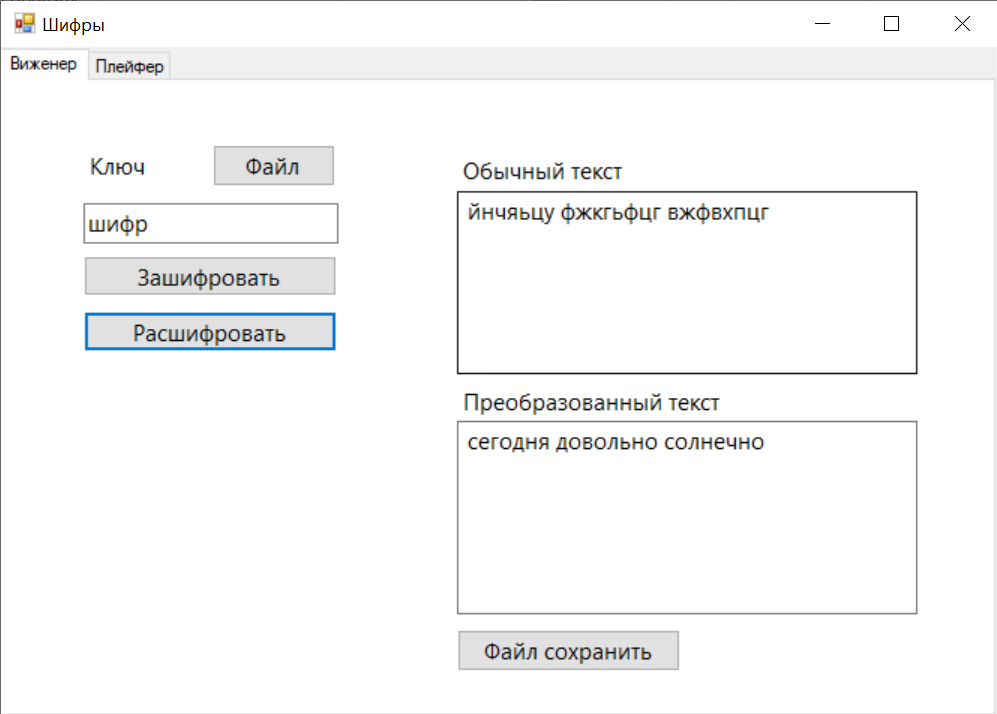 Шифры
Виженер Плейфер
Ключ Файл
шифр
Зашифровать
Расшифровать
Обычный текст
йнчяьцу фжкгьфцг вжфвхпцг
Преобразованный текст
сегодня довольно солнечно
Файл сохранить